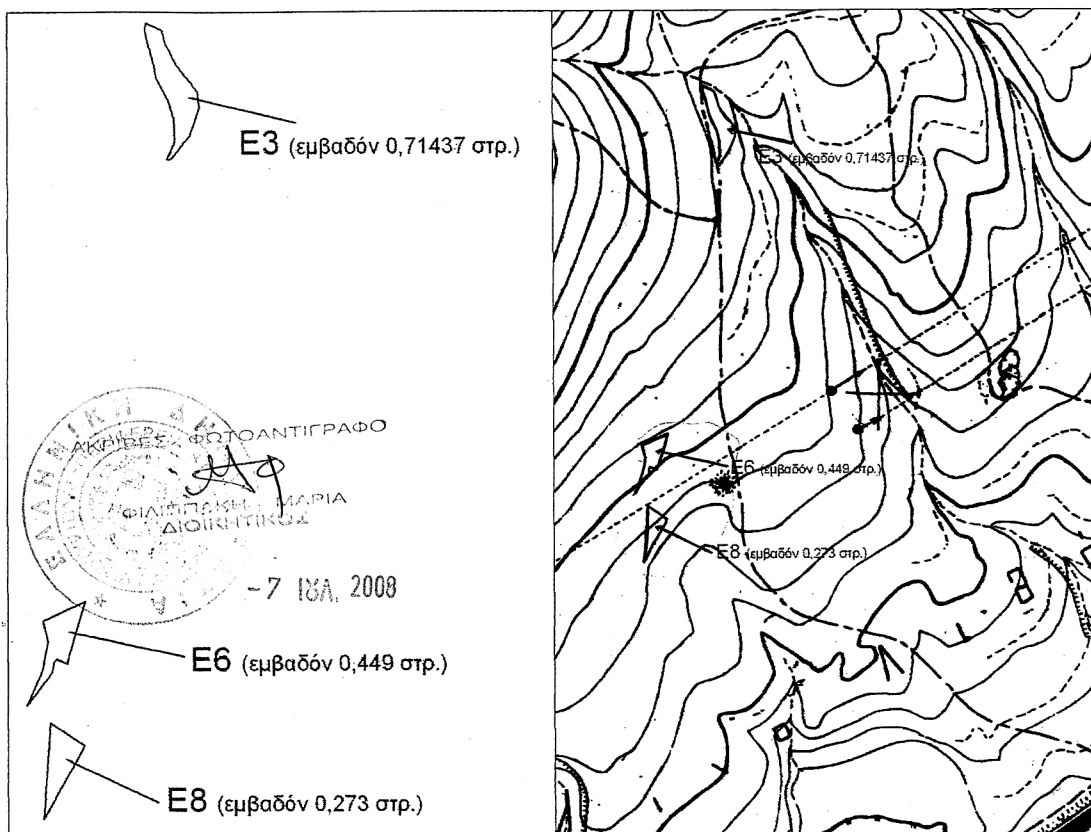 E3 (εμβαδόν 0,71437 στρ.)
ΕΛΛΗΝΙΚΗ
ΑΚΡΙΒΕΣ ΦΩΤΟΑΝΤΙΓΡΑΦΟ
ΜΑΡΙΑ
ΔΙΟΙΚΗΤΙΚΟΣ
-7 ΙΟΥΛ. 2008
E6 (εμβαδόν 0,449 στρ.)
E8 (εμβαδόν 0,273 στρ.)
E3 (εμβαδόν 0,71437 στρ.)
E6 (εμβαδόν 0,449 στρ.)
E8 (εμβαδόν 0,273 στρ.)